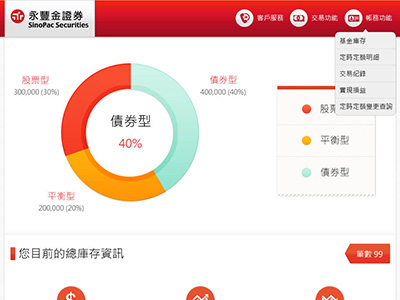 永豐金證券
SinoPac Securities
客戶服務
交易功能
帳務功能
基金庫存
定時定額明細
交易紀錄
實現損益
定時定額變更查詢
股票型
300,000 (30%)
債券型
400,000 (40%)
債券型
40%
平衡型
200,000 (20%)
股票型
平衡型
債券型
您目前的總庫存資訊
筆數 99